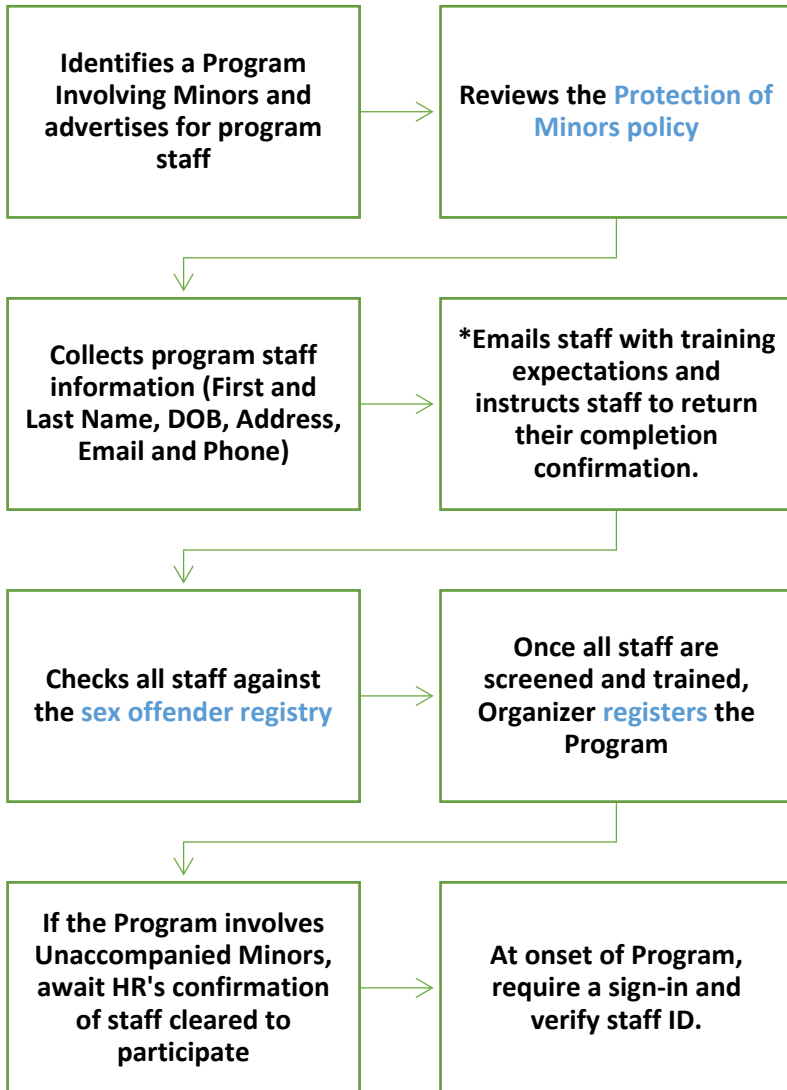 Identifies a Program
Involving Minors and
advertises for program
staff
Reviews the Protection of
Minors policy
Collects program staff
information (First and
Last Name, DOB, Address,
Email and Phone)
*Emails staff with training
expectations and
instructs staff to return
their completion
confirmation.
Checks all staff against
the sex offender registry
Once all staff are
screened and trained,
Organizer registers the
Program
If the Program involves
Unaccompanied Minors,
await HR's confirmation
of staff cleared to
participate
At onset of Program,
require a sign-in and
verify staff ID.